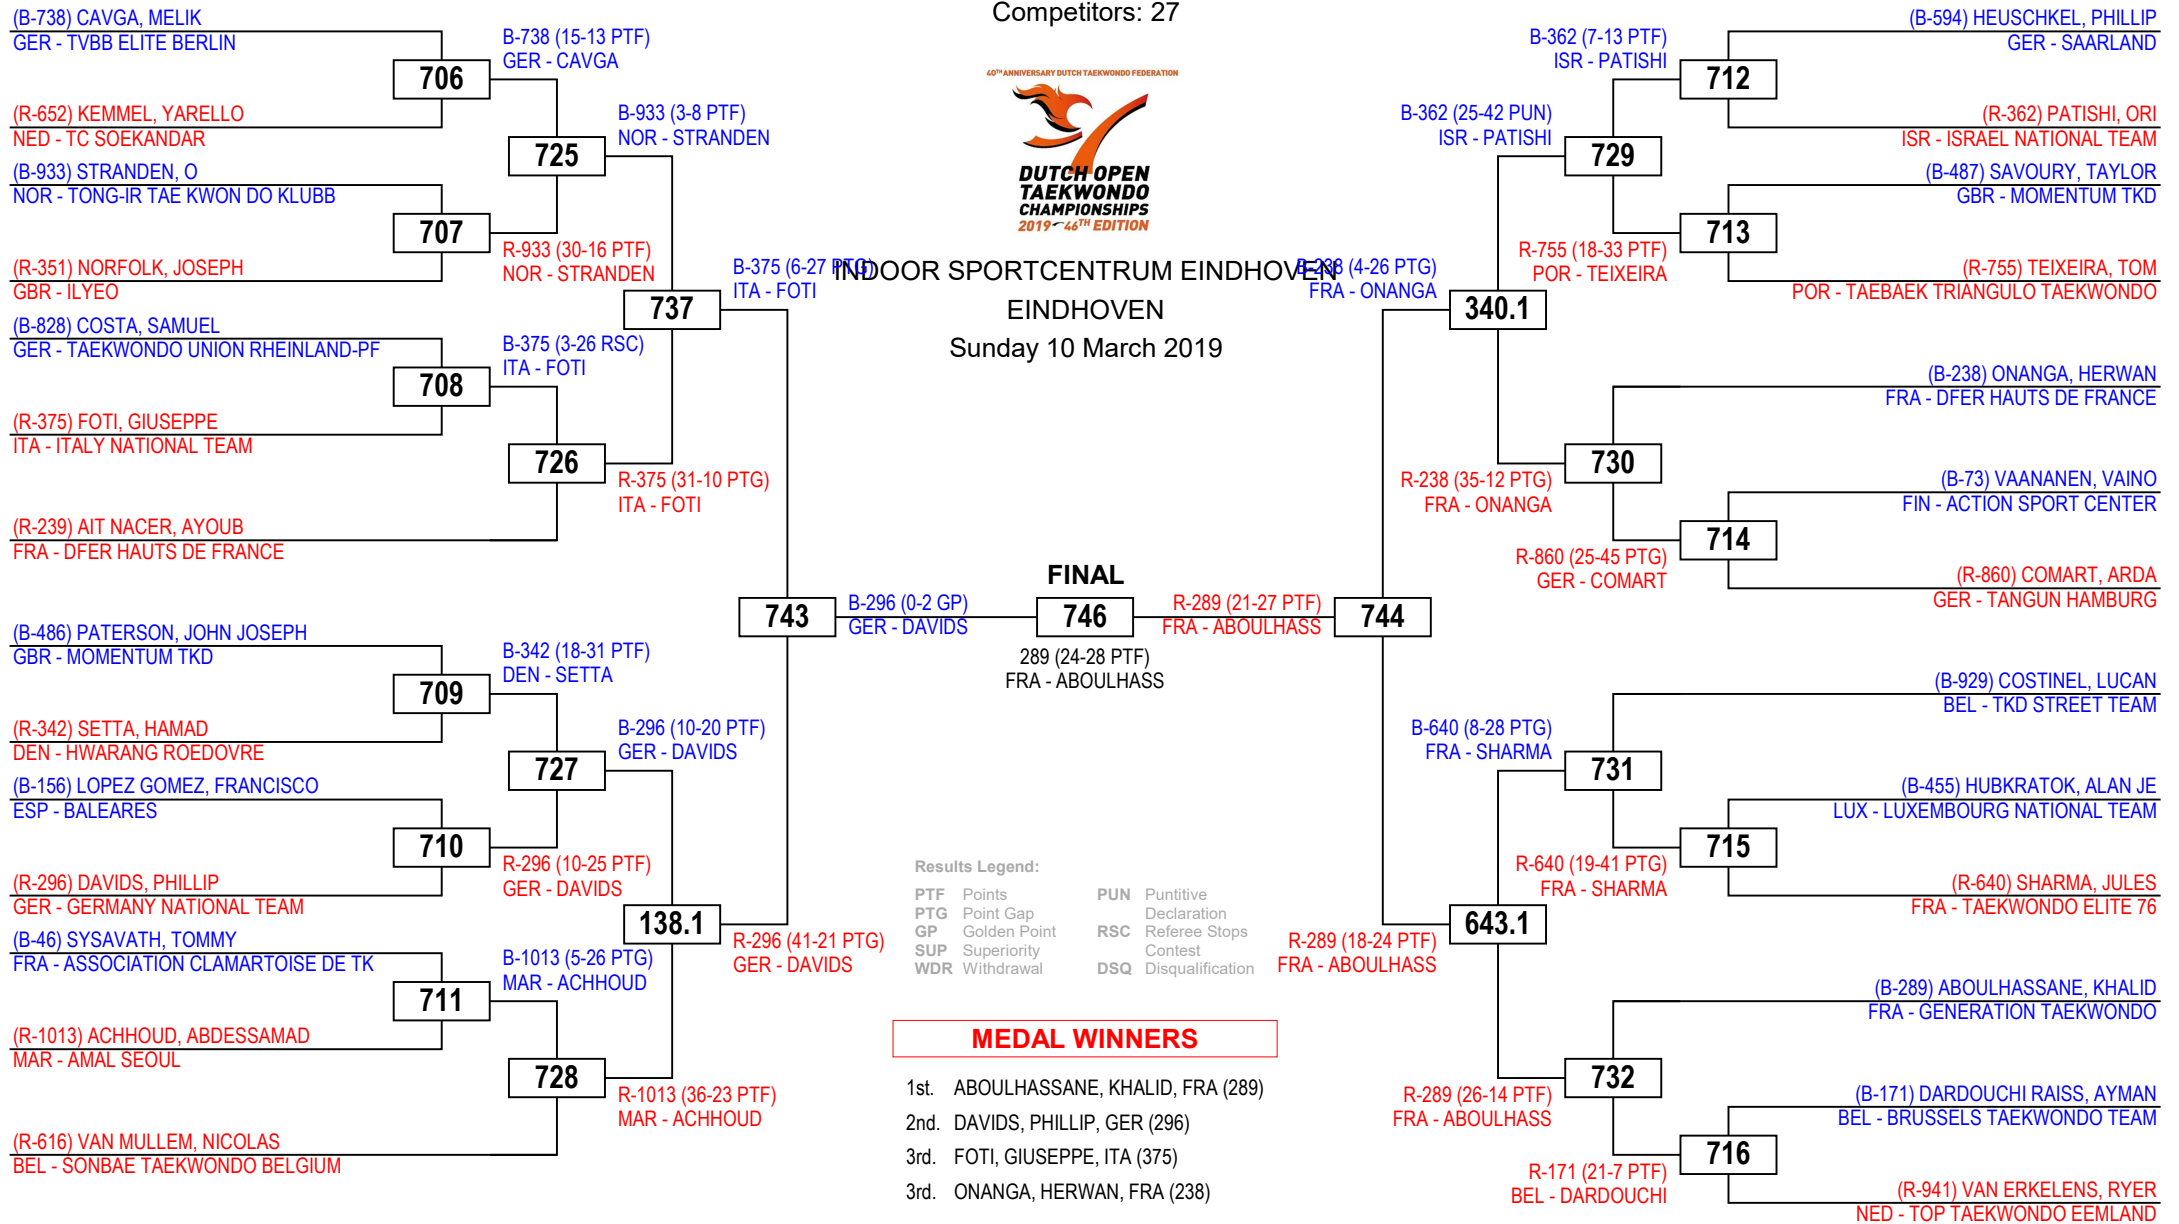 Competitors: 27
40TH ANNIVERSARY DUTCH TAEKWONDO FEDERATION
DUTCH OPEN
TAEKWONDO
CHAMPIONSHIPS
2019 - 46TH EDITION
INDOOR SPORTCENTRUM EINDHOVEN
EINDHOVEN
Sunday 10 March 2019
(B-738) CAVGA, MELIK
GER - TVBB ELITE BERLIN
706
(R-652) KEMMEL, YARELLO
NED - TC SOEKANDAR
(B-933) STRANDEN, O
NOR - TONG-IR TAE KWON DO KLUBB
707
(R-351) NORFOLK, JOSEPH
GBR - ILYEO
(B-828) COSTA, SAMUEL
GER - TAEKWONDO UNION RHEINLAND-PF
708
(R-375) FOTI, GIUSEPPE
ITA - ITALY NATIONAL TEAM
(R-239) AIT NACER, AYOUB
FRA - DFER HAUTS DE FRANCE
(B-486) PATERSON, JOHN JOSEPH
GBR - MOMENTUM TKD
709
(R-342) SETTA, HAMAD
DEN - HWARANG ROEDOVRE
(B-156) LOPEZ GOMEZ, FRANCISCO
ESP - BALEARES
710
(R-296) DAVIDS, PHILLIP
GER - GERMANY NATIONAL TEAM
(B-46) SYSAVATH, TOMMY
FRA - ASSOCIATION CLAMARTOISE DE TK
711
(R-1013) ACHHOUD, ABDESSAMAD
MAR - AMAL SEOUL
(R-616) VAN MULLEM, NICOLAS
BEL - SONBAE TAEKWONDO BELGIUM
B-738 (15-13 PTF)
GER - CAVGA
725
R-933 (30-16 PTF)
NOR - STRANDEN
B-375 (3-26 RSC)
ITA - FOTI
726
B-342 (18-31 PTF)
DEN - SETTA
727
R-296 (10-25 PTF)
GER - DAVIDS
B-1013 (5-26 PTG)
MAR - ACHHOUD
728
B-933 (3-8 PTF)
NOR - STRANDEN
737
R-375 (31-10 PTG)
ITA - FOTI
B-296 (10-20 PTF)
GER - DAVIDS
138.1
R-1013 (36-23 PTF)
MAR - ACHHOUD
B-375 (6-27 PTG)
ITA - FOTI
743
R-296 (41-21 PTG)
GER - DAVIDS
B-296 (0-2 GP)
GER - DAVIDS
FINAL
746
289 (24-28 PTF)
FRA - ABOULHASS
R-289 (21-27 PTF)
FRA - ABOULHASS
744
B-238 (4-26 PTG)
FRA - ONANGA
340.1
R-289 (18-24 PTF)
FRA - ABOULHASS
643.1
B-362 (25-42 PUN)
ISR - PATISHI
729
R-238 (35-12 PTG)
FRA - ONANGA
730
B-640 (8-28 PTG)
FRA - SHARMA
731
R-289 (26-14 PTF)
FRA - ABOULHASS
732
B-362 (7-13 PTF)
ISR - PATISHI
712
R-755 (18-33 PTF)
POR - TEIXEIRA
713
R-860 (25-45 PTG)
GER - COMART
714
R-640 (19-41 PTG)
FRA - SHARMA
715
R-171 (21-7 PTF)
BEL - DARDOUCHI
716
(B-594) HEUSCHKEL, PHILLIP
GER - SAARLAND
(R-362) PATISHI, ORI
ISR - ISRAEL NATIONAL TEAM
(B-487) SAVOURY, TAYLOR
GBR - MOMENTUM TKD
(R-755) TEIXEIRA, TOM
POR - TAEBAEK TRIANGULO TAEKWONDO
(B-238) ONANGA, HERWAN
FRA - DFER HAUTS DE FRANCE
(B-73) VAANANEN, VAINO
FIN - ACTION SPORT CENTER
(R-860) COMART, ARDA
GER - TANGUN HAMBURG
(B-929) COSTINEL, LUCAN
BEL - TKD STREET TEAM
(B-455) HUBKRATOK, ALAN JE
LUX - LUXEMBOURG NATIONAL TEAM
(R-640) SHARMA, JULES
FRA - TAEKWONDO ELITE 76
(B-289) ABOULHASSANE, KHALID
FRA - GENERATION TAEKWONDO
(B-171) DARDOUCHI RAISS, AYMAN
BEL - BRUSSELS TAEKWONDO TEAM
(R-941) VAN ERKELENS, RYER
NED - TOP TAEKWONDO EEMLAND
Results Legend:
PTF Points
PTG Point Gap
GP Golden Point
SUP Superiority
WDR Withdrawal
PUN Puntitive
Declaration
RSC Referee Stops
Contest
DSQ Disqualification
MEDAL WINNERS
1st. ABOULHASSANE, KHALID, FRA (289)
2nd. DAVIDS, PHILLIP, GER (296)
3rd. FOTI, GIUSEPPE, ITA (375)
3rd. ONANGA, HERWAN, FRA (238)